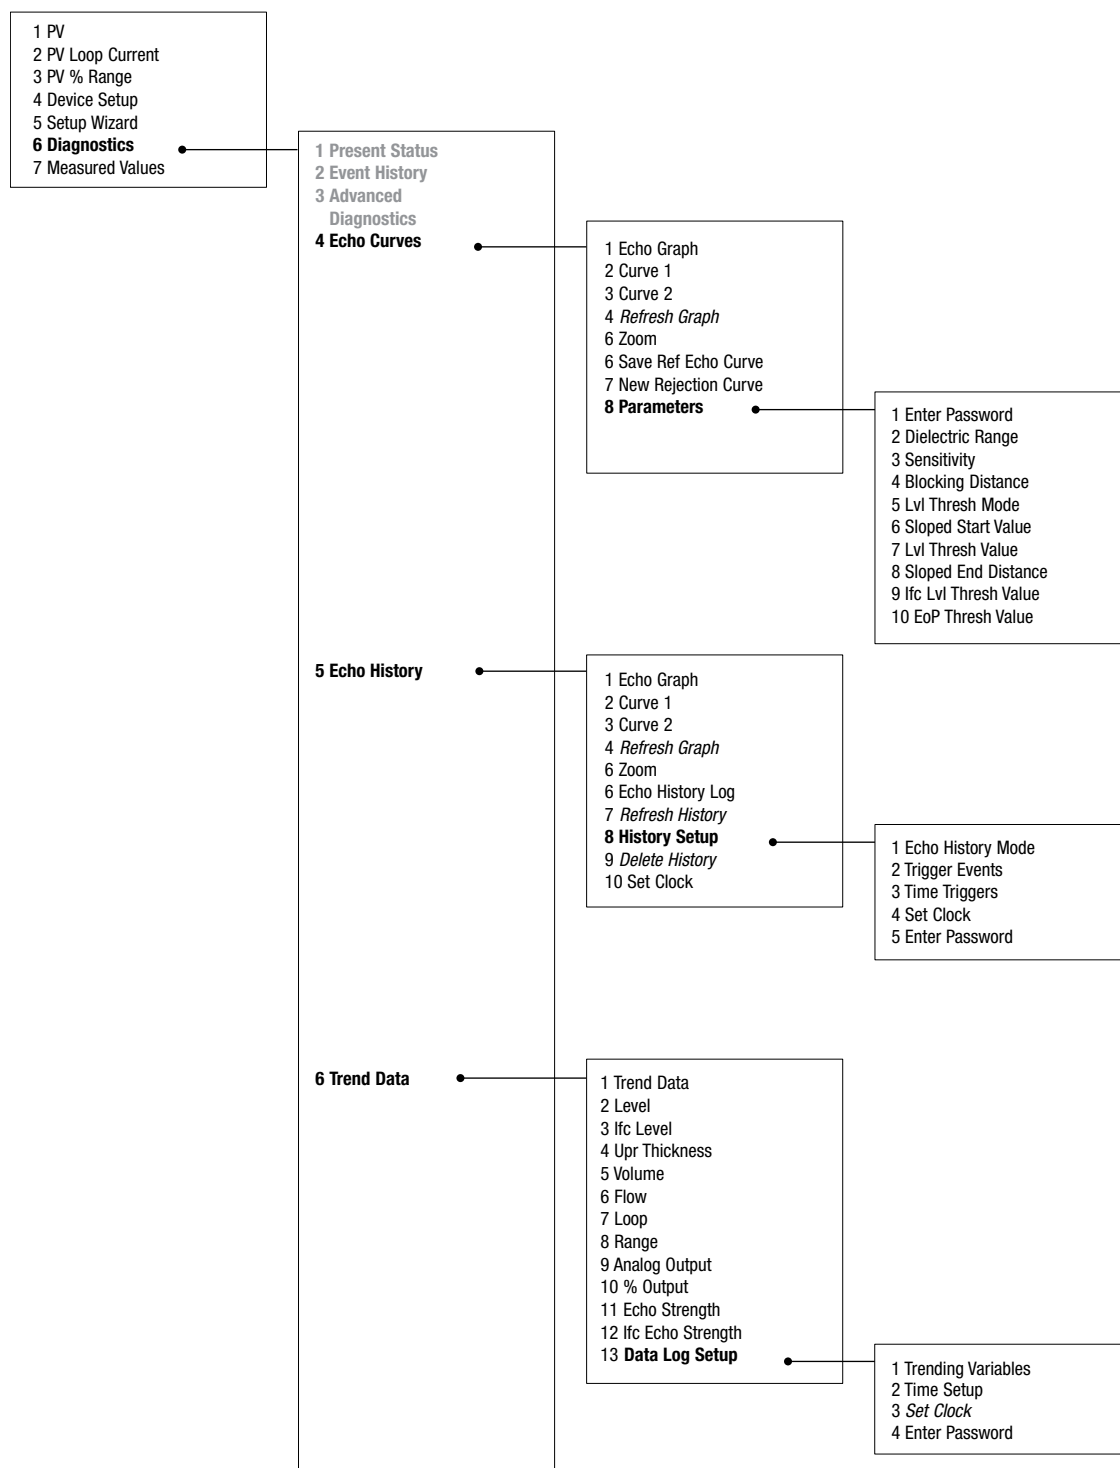 1 PV
2 PV Loop Current
3 PV % Range
4 Device Setup
5 Setup Wizard
6 Diagnostics
7 Measured Values
1 Present Status
2 Event History
3 Advanced
Diagnostics
4 Echo Curves
1 Echo Graph
2 Curve 1
3 Curve 2
4 Refresh Graph
6 Zoom
6 Save Ref Echo Curve
7 New Rejection Curve
8 Parameters
1 Enter Password
2 Dielectric Range
3 Sensitivity
4 Blocking Distance
5 Lvl Thresh Mode
6 Sloped Start Value
7 Lvl Thresh Value
8 Sloped End Distance
9 Ifc Lvl Thresh Value
10 EoP Thresh Value
5 Echo History
1 Echo Graph
2 Curve 1
3 Curve 2
4 Refresh Graph
6 Zoom
6 Echo History Log
7 Refresh History
8 History Setup
9 Delete History
10 Set Clock
1 Echo History Mode
2 Trigger Events
3 Time Triggers
4 Set Clock
5 Enter Password
6 Trend Data
1 Trend Data
2 Level
3 Ifc Level
4 Upr Thickness
5 Volume
6 Flow
7 Loop
8 Range
9 Analog Output
10 % Output
11 Echo Strength
12 Ifc Echo Strength
13 Data Log Setup
1 Trending Variables
2 Time Setup
3 Set Clock
4 Enter Password